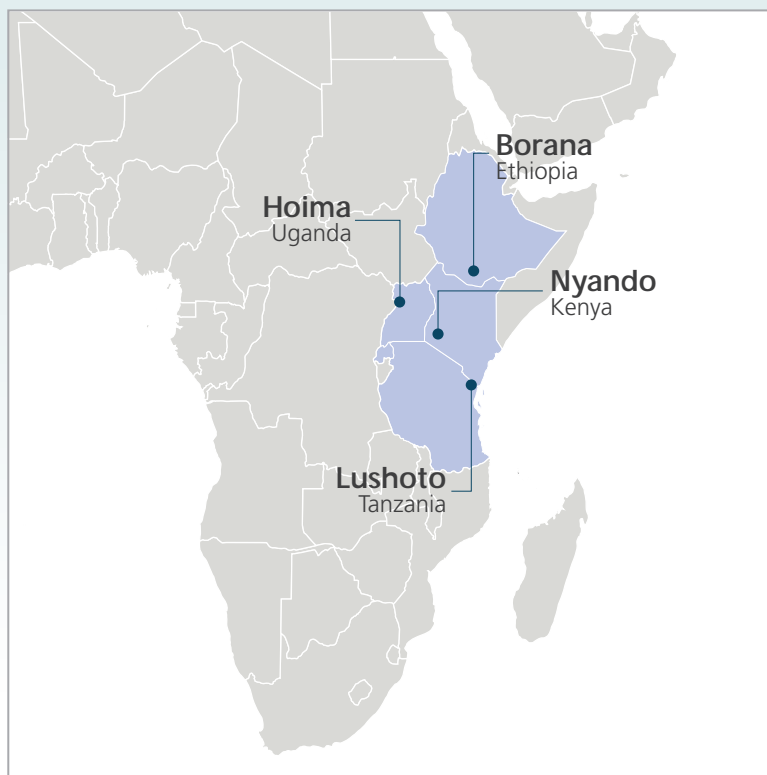 Borana
Ethiopia
Hoima
Uganda
Nyando
Kenya
Lushoto
Tanzania